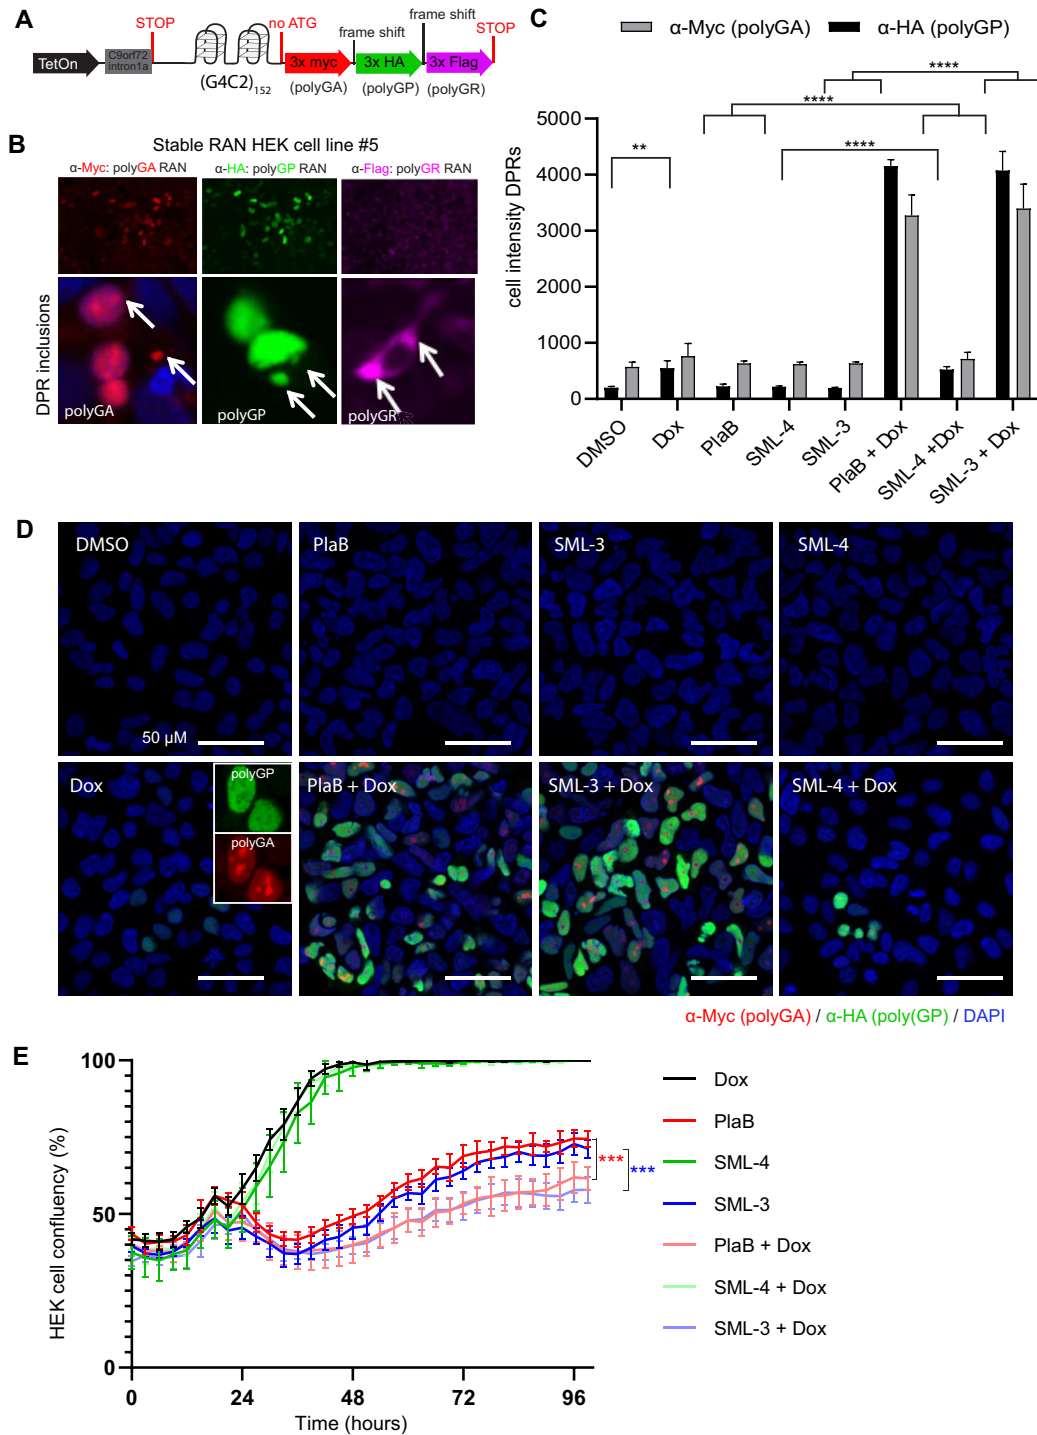 A
STOP
no ATG
frame shift
frame shift
STOP
TetOn
C9orf72
intron1a
3x myc
3x HA
3x Flag
(G4C2)152
(polyGA)
(polyGP)
(polyGR)
B
Stable RAN HEK cell line #5
α-Myc: polyGA RAN
α-HA: polyGP RAN
α-Flag: polyGR RAN
DPR inclusions
polyGA
polyGP
polyGR
C
α-Myc (polyGA)
α-HA (polyGP)
****
****
**
****
cell intensity DPRs
5000
4000
3000
2000
1000
0
DMSO
Dox
PlaB
SML-4
SML-3
PlaB + Dox
SML-4 +Dox
SML-3 + Dox
D
DMSO
PlaB
SML-3
SML-4
50 µM
Dox
polyGP
polyGA
PlaB + Dox
SML-3 + Dox
SML-4 + Dox
α-Myc (polyGA) / α-HA (poly(GP) / DAPI
E
HEK cell confluency (%)
100
50
0
0
24
48
72
96
Time (hours)
***
***
Dox
PlaB
SML-4
SML-3
PlaB + Dox
SML-4 + Dox
SML-3 + Dox